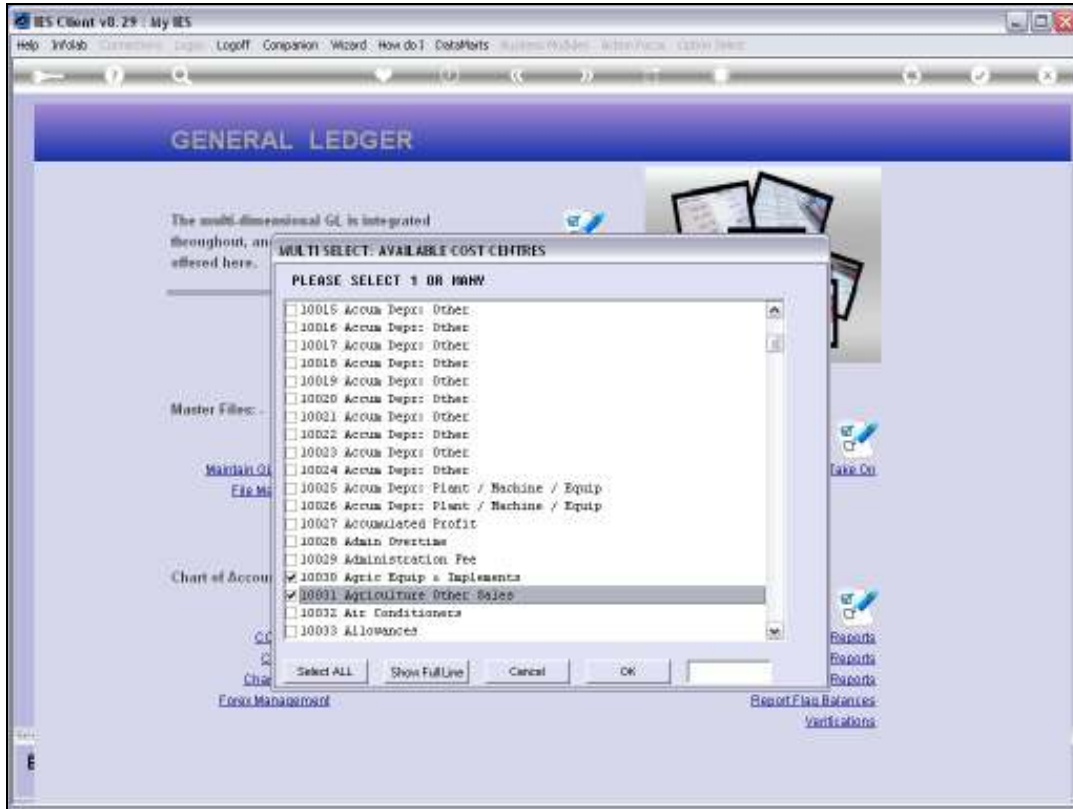 IES Client v8.29 : My IES
Help Infolab Logoff Companion Wizard How do I DataMarts
GENERAL LEDGER
The multi-dimensional GL is integrated
throughout, an
offered here.
MULTI SELECT: AVAILABLE COST CENTRES
PLEASE SELECT 1 OR MANY
10015 Accum Depr: Other
10016 Accum Depr: Other
10017 Accum Depr: Other
10018 Accum Depr: Other
10019 Accum Depr: Other
10020 Accum Depr: Other
10021 Accum Depr: Other
10022 Accum Depr: Other
10023 Accum Depr: Other
10024 Accum Depr: Other
10025 Accum Depr: Plant / Machine / Equip
10026 Accum Depr: Plant / Machine / Equip
10027 Accumulated Profit
10028 Admin Overtime
10029 Administration Fee
10030 Agric Equip & Implements
10031 Agriculture Other Sales
10032 Air Conditioners
10033 Allowances
Select ALL Show Full Line Cancel OK
Master Files: .
Maintain Take On
File
Chart of Accou
Reports
Reports
Cha Reports
Forex Management Report Flag Balances
Verifications